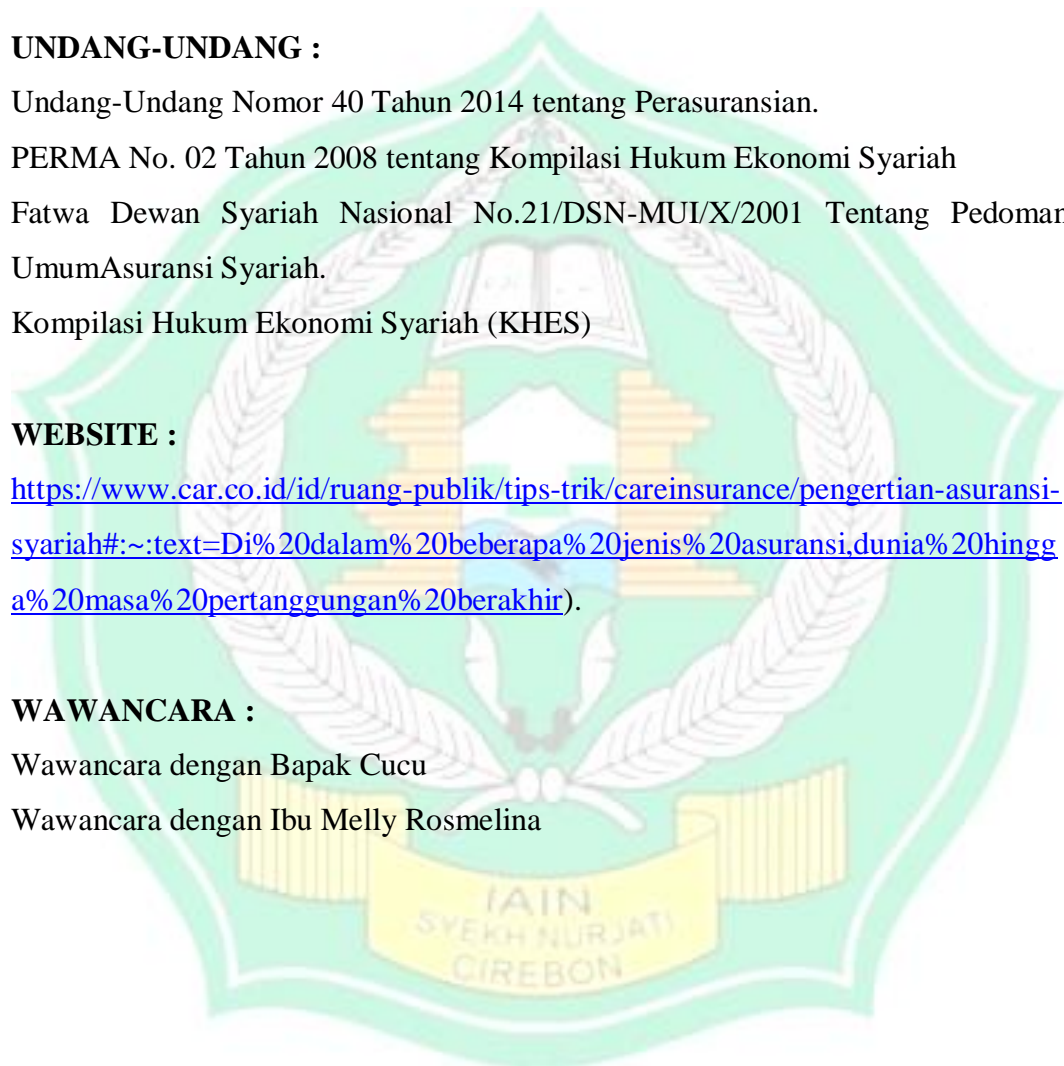 UNDANG-UNDANG :
Undang-Undang Nomor 40 Tahun 2014 tentang Perasuransian.
PERMA No. 02 Tahun 2008 tentang Kompilasi Hukum Ekonomi Syariah
Fatwa Dewan Syariah Nasional No.21/DSN-MUI/X/2001 Tentang Pedoman
UmumAsuransi Syariah.
Kompilasi Hukum Ekonomi Syariah (KHES)
WEBSITE :
https://www.car.co.id/id/ruang-publik/tips-trik/careinsurance/pengertian-asuransi-
syariah#:~:text=Di%20dalam%20beberapa%20jenis%20asuransi,dunia%20hingg
a%20masa%20pertanggungan%20berakhir).
WAWANCARA :
Wawancara dengan Bapak Cucu
Wawancara dengan Ibu Melly Rosmelina
IAIN
SYEKH NURJATI
CIREBON